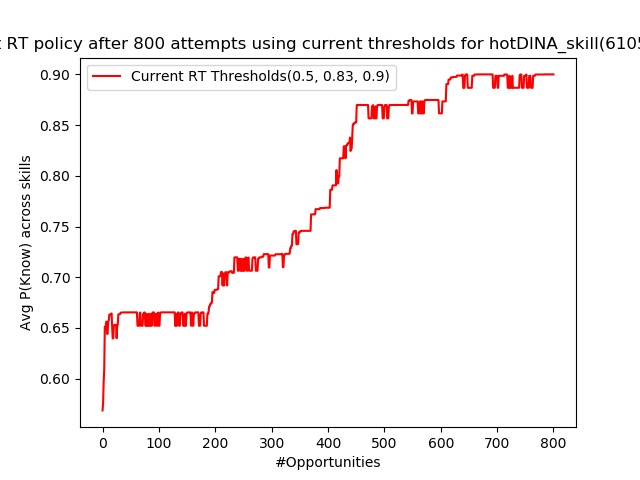 RT policy after 800 attempts using current thresholds for hotDINA_skill(6105
Current RT Thresholds(0.5, 0.83, 0.9)
0.90
0.85
0.80
0.75
0.70
0.65
0.60
Avg P(Know) across skills
0 100 200 300 400 500 600 700 800
#Opportunities